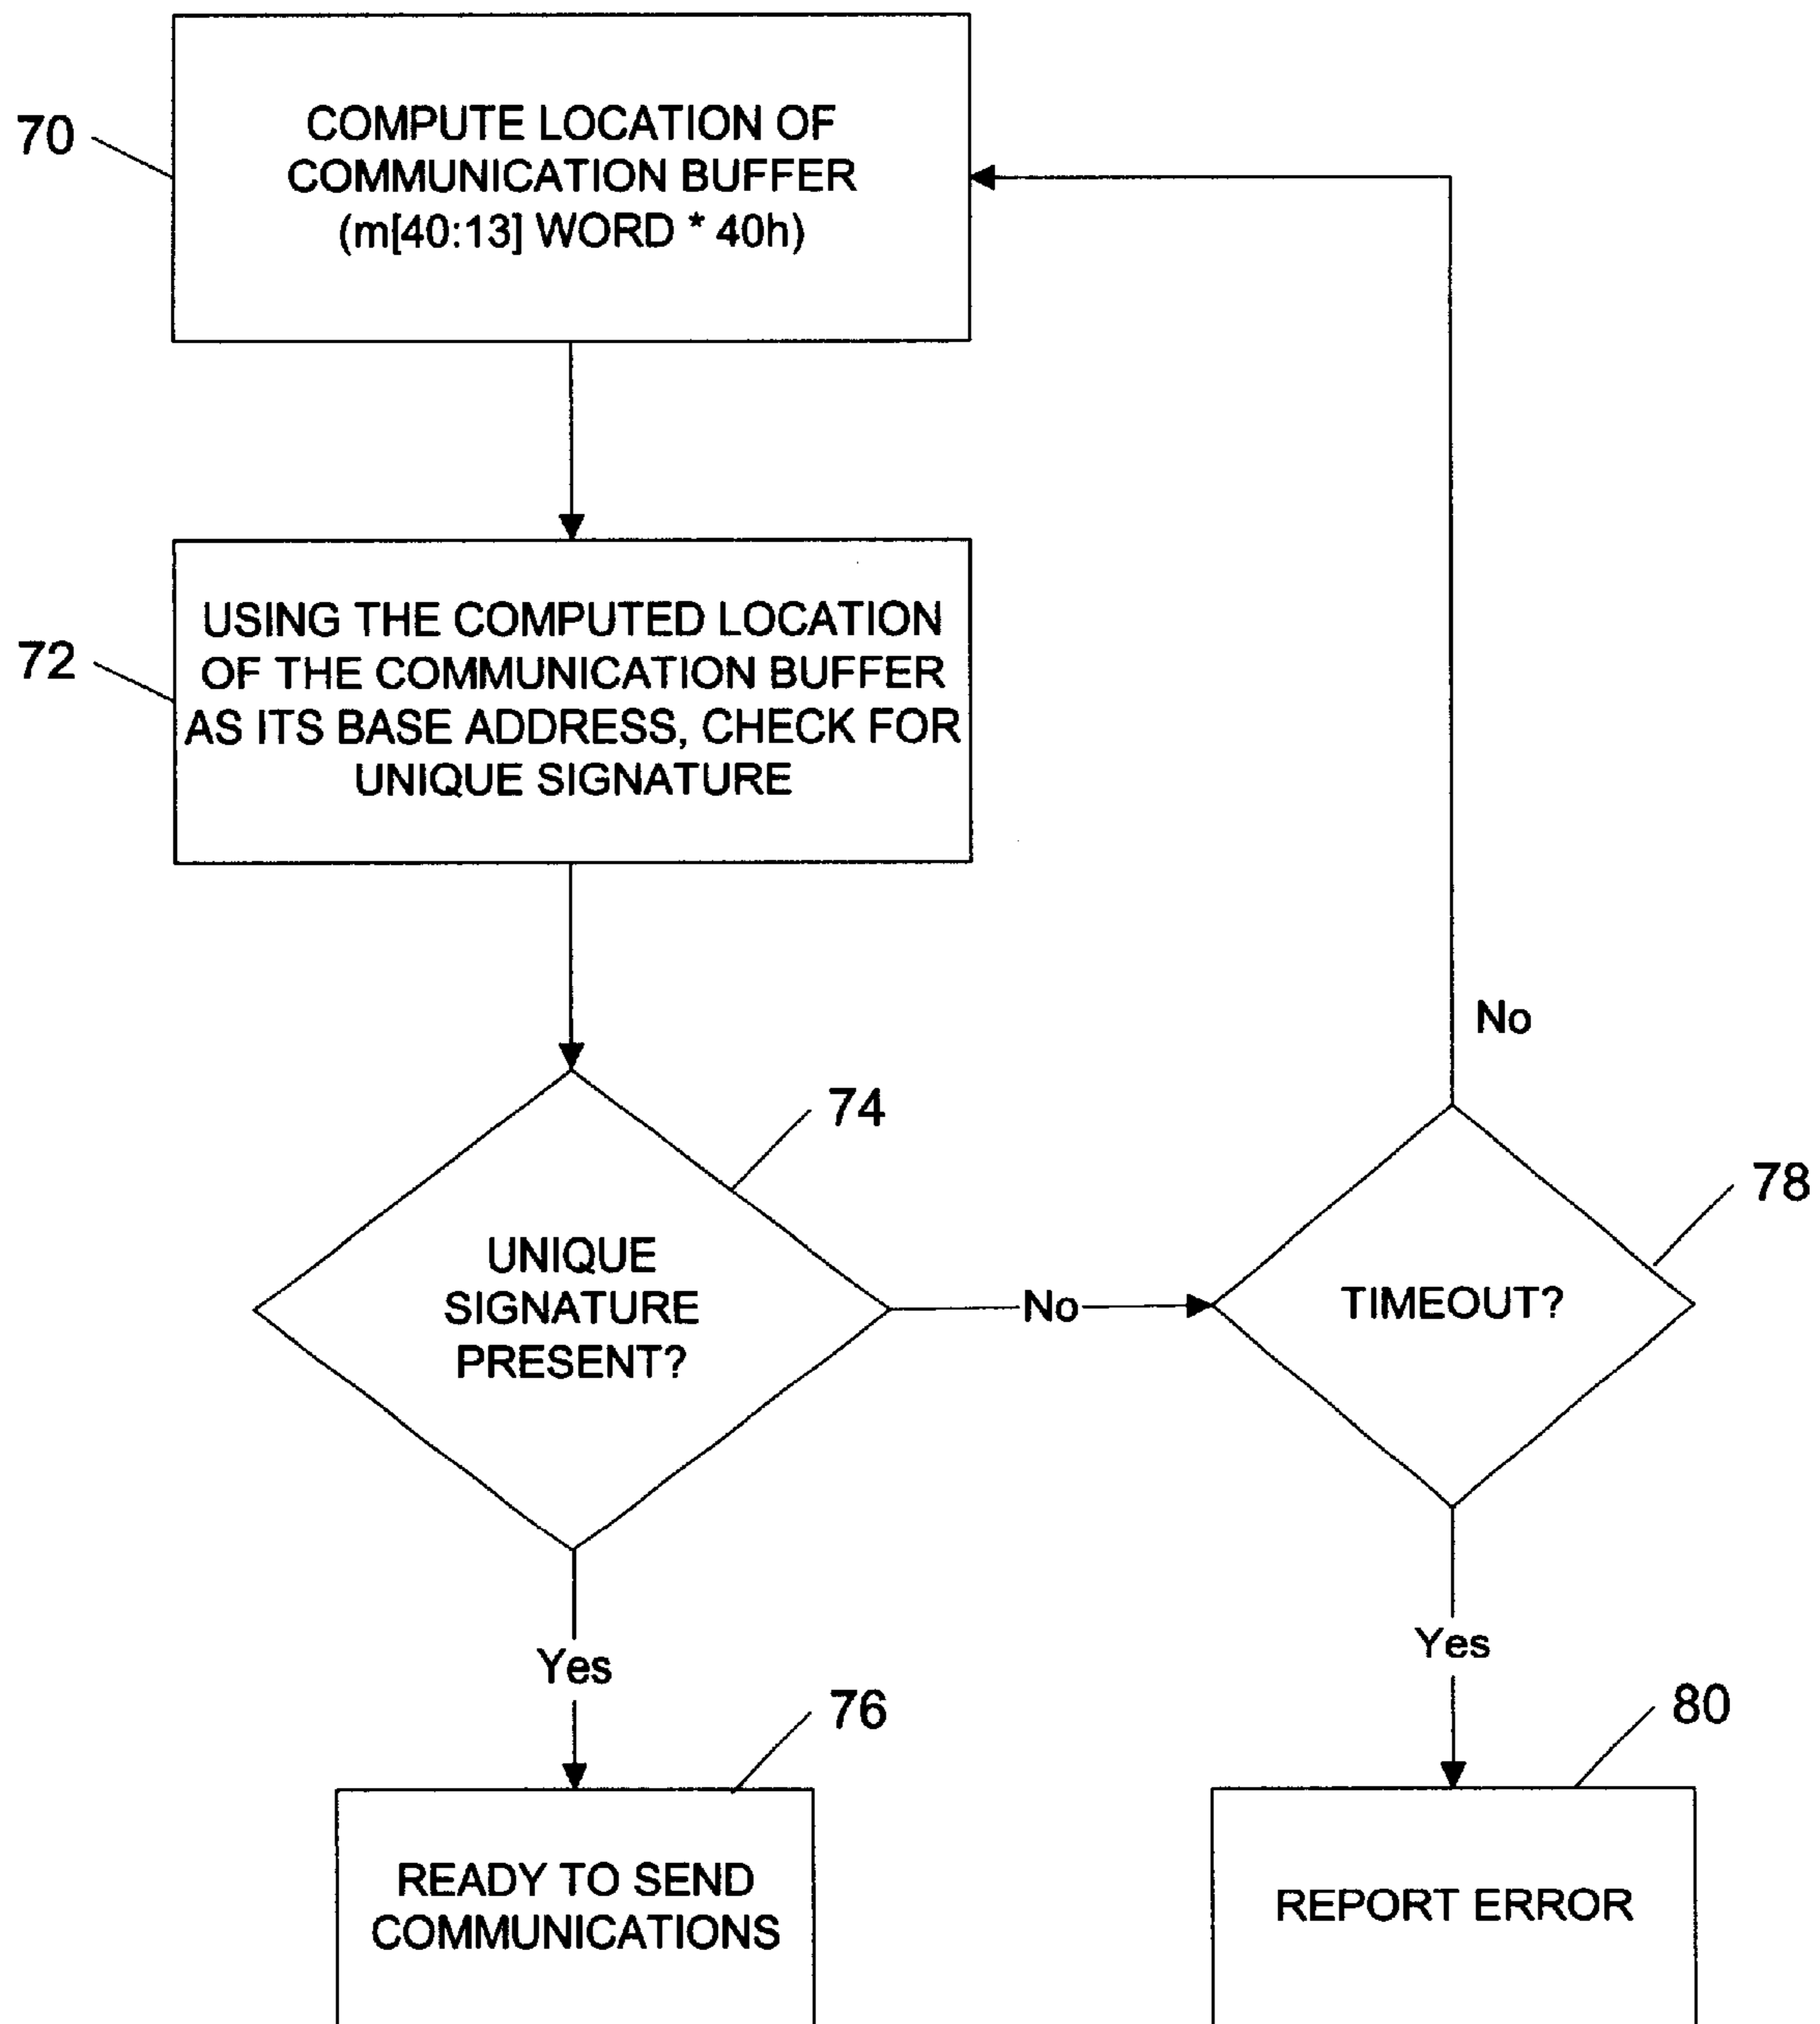 70
COMPUTE LOCATION OF
COMMUNICATION BUFFER
(m[40:13] WORD * 40h)
72
USING THE COMPUTED LOCATION
OF THE COMMUNICATION BUFFER
AS ITS BASE ADDRESS, CHECK FOR
UNIQUE SIGNATURE
No
74
78
UNIQUE
SIGNATURE
PRESENT?
No
TIMEOUT?
Yes
Yes
76
80
READY TO SEND
COMMUNICATIONS
REPORT ERROR